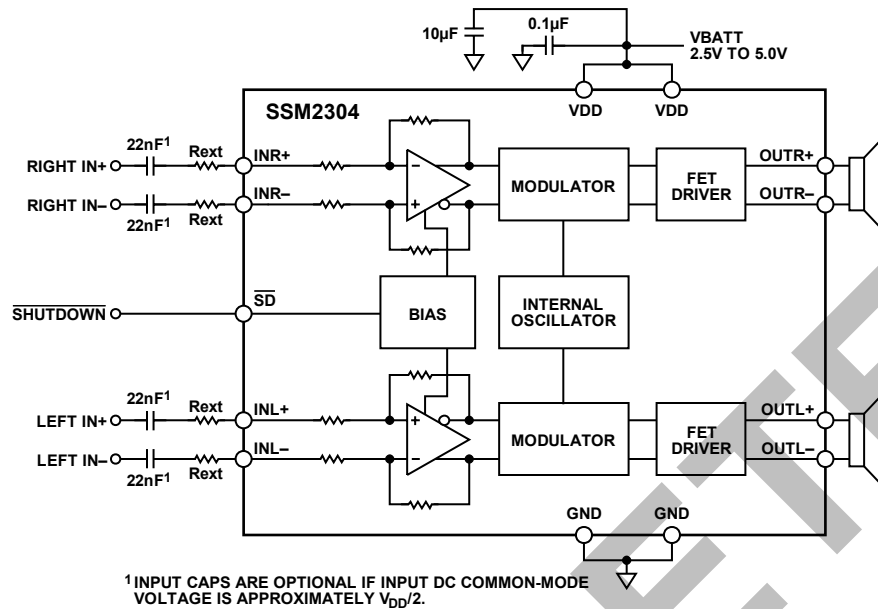 10µF
0.1µF
VBATT
2.5V TO 5.0V
SSM2304
VDD VDD
22nF1 Rext
RIGHT IN+ INR+
RIGHT IN– INR–
22nF1 Rext
– +
MODULATOR
FET
DRIVER
OUTR+
OUTR–
SHUTDOWN
SD
BIAS
INTERNAL
OSCILLATOR
22nF1 Rext
LEFT IN+ INL+
LEFT IN– INL–
22nF1 Rext
+ –
MODULATOR
FET
DRIVER
OUTL+
OUTL–
GND GND
1 INPUT CAPS ARE OPTIONAL IF INPUT DC COMMON-MODE
VOLTAGE IS APPROXIMATELY VDD/2.